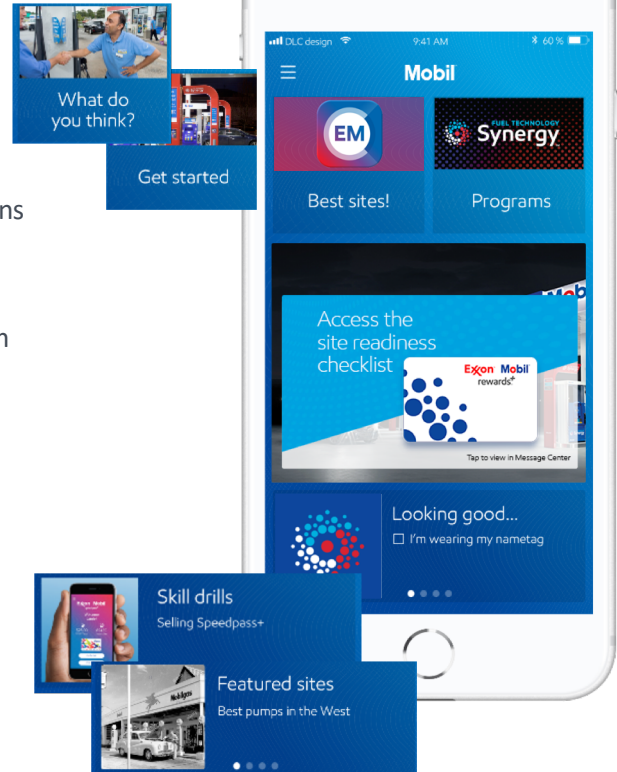 What do
you think?
Get started
ns
DLC design
9:41 AM
60 %
Mobil
EM
Best sites!
FUEL TECHNOLOGY
Synergy
Programs
Access the
site readiness
checklist
Exxon Mobil
rewards+
Tap to view in Message Center
Looking good...
I'm wearing my nametag
Skill drills
Selling Speedpass+
Featured sites
Best pumps in the West
Mobilgas